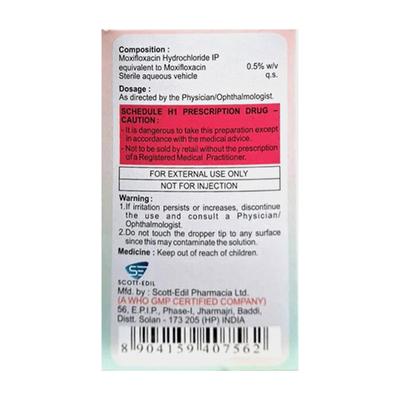 Composition :
Moxifloxacin Hydrochloride IP
equivalent to Moxifloxacin 0.5% w/v
Sterile aqueous vehicle q.s.
Dosage :
As directed by the Physician/Ophthalmologist.
SCHEDULE H1 PRESCRIPTION DRUG –
CAUTION :
- It is dangerous to take this preparation except
in accordance with the medical advice.
- Not to be sold by retail without the prescription
of a Registered Medical Practitioner.
FOR EXTERNAL USE ONLY
NOT FOR INJECTION
Warning :
1.If irritation persists or increases, discontinue
the use and consult a Physician/
Ophthalmologist.
2.Do not touch the dropper tip to any surface
since this may contaminate the solution.
Medicine : Keep out of reach of children.
SE
SCOTT-EDIL
Mfd. by : Scott-Edil Pharmacia Ltd.
(A WHO GMP CERTIFIED COMPANY)
56, E.P.I.P., Phase-I, Jharmajri, Baddi,
Distt. Solan - 173 205 (HP) INDIA
8 904159 407562